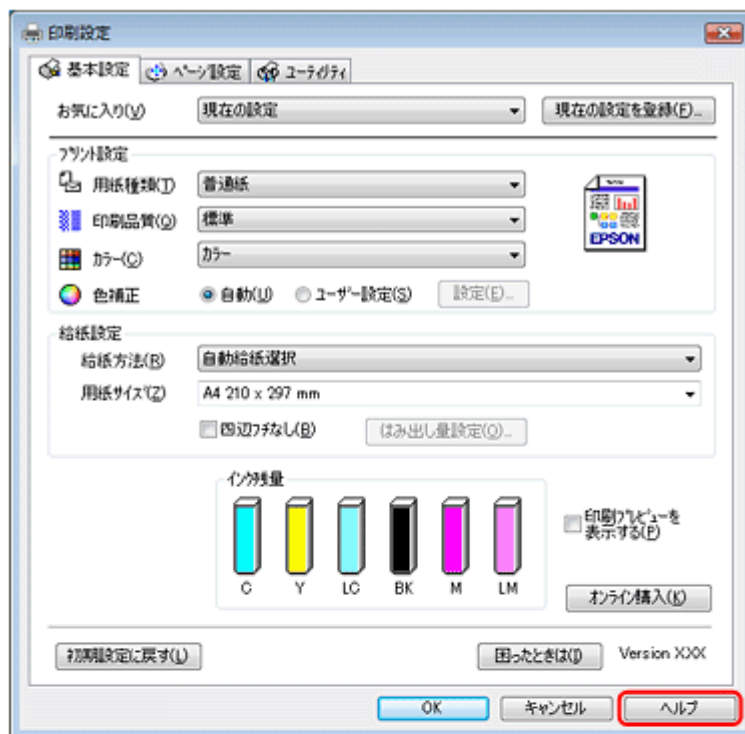 印刷設定
基本設定 ページ設定 ユーティリティ
お気に入り(V) 現在の設定 現在の設定を登録(F)...
プリント設定
用紙種類(T) 普通紙
印刷品質(Q) 標準
カラー(C) カラー
EPSON
色補正 自動(U) ユーザー設定(S) 設定(E)...
給紙設定
給紙方法(R) 自動給紙選択
用紙サイズ(Z) A4 210 x 297 mm
四辺フチなし(B) はみ出し量設定(O)...
インク残量
C Y LC BK M LM
印刷プレビューを
表示する(P)
オンライン購入(K)
初期設定に戻す(L) 困ったときは(I) Version XXX
OK キャンセル ヘルプ